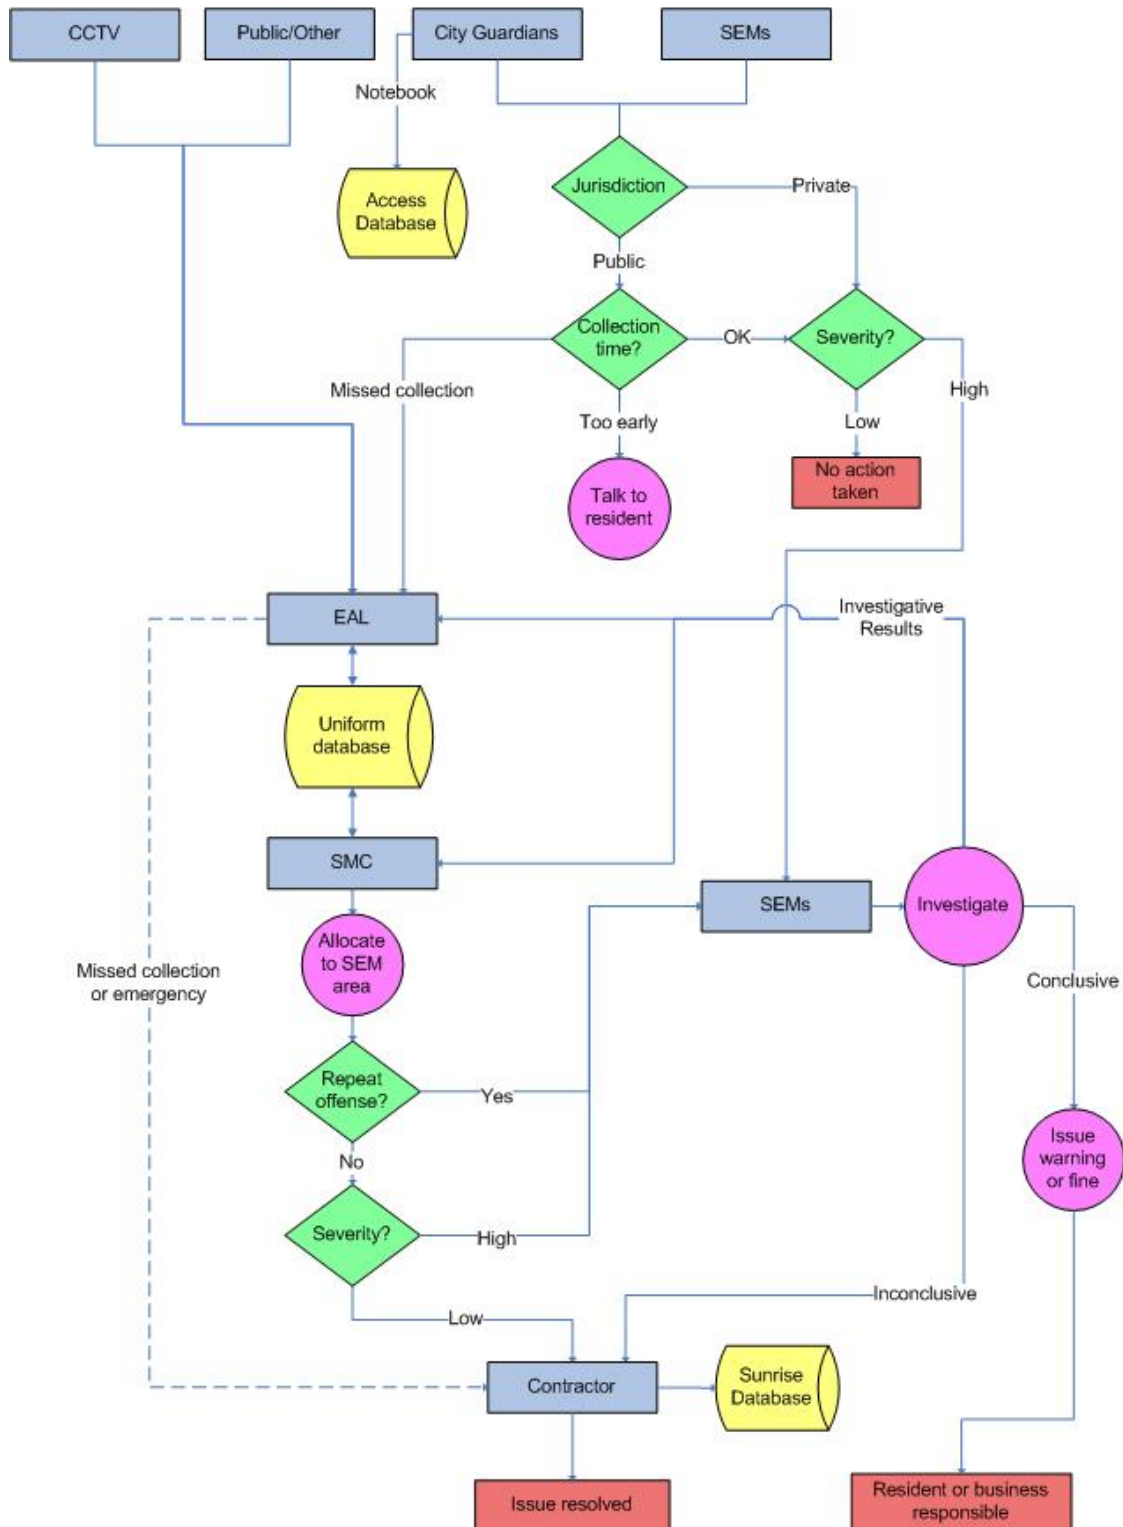 CCTV
Public/Other
City Guardians
SEMs
Notebook
Access
Database
Jurisdiction
Private
Public
Collection
time?
OK
Severity?
Missed collection
High
Too early
Low
Talk to
resident
No action
taken
EAL
Investigative
Results
Uniform
database
SMC
SEMs
Investigate
Allocate
to SEM
area
Missed collection
or emergency
Conclusive
Repeat
offense?
Yes
Issue
warning
or fine
No
Severity?
High
Inconclusive
Low
Contractor
Sunrise
Database
Issue resolved
Resident or business
responsible